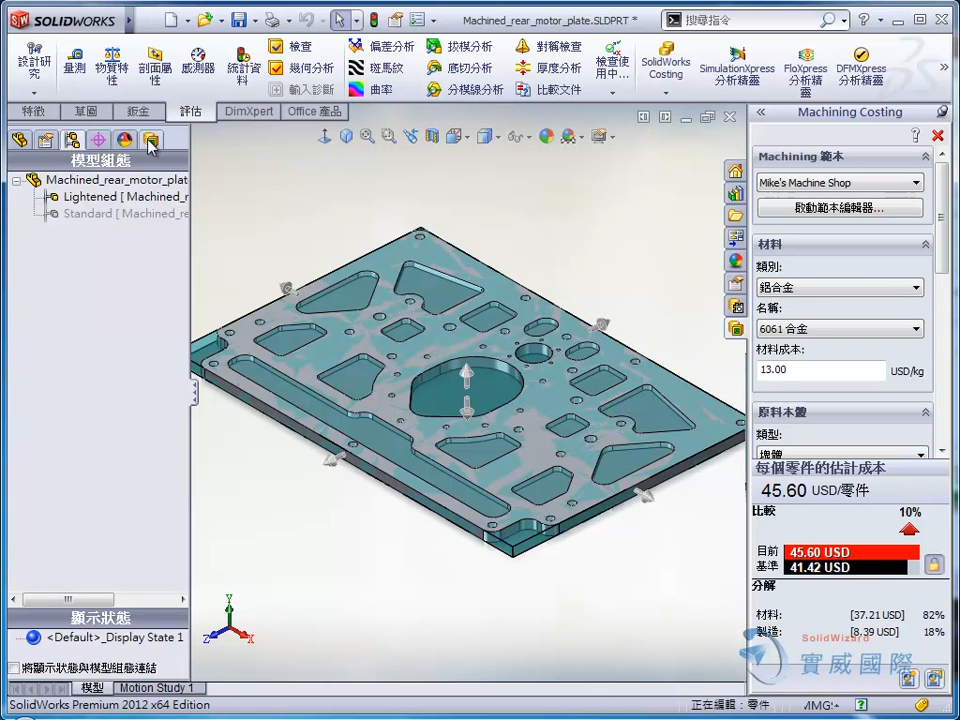 SOLIDWORKS
Machined_rear_motor_plate.SLDPRT *
搜尋指令
設計研究
量測
物質特性
剖面屬性
感測器
統計資料
檢查
幾何分析
輸入診斷
偏差分析
斑馬紋
曲率
拔模分析
底切分析
分模線分析
對稱檢查
厚度分析
比較文件
檢查使用中...
SolidWorks Costing
SimulationXpress 分析精靈
FloXpress 分析精靈
DFMXpress 分析精靈
特徵
草圖
鈑金
評估
DimXpert
Office 產品
模型組態
Machined_rear_motor_plat
Lightened [ Machined_r
Standard [ Machined_re
顯示狀態
<Default>_Display State 1
將顯示狀態與模型組態連結
模型
Motion Study 1
SolidWorks Premium 2012 x64 Edition
正在編輯：零件
Machining Costing
Machining 範本
Mike's Machine Shop
啟動範本編輯器...
材料
類別:
鋁合金
名稱:
6061 合金
材料成本:
13.00
USD/kg
原料本體
類型:
塊體
每個零件的估計成本
45.60 USD/零件
比較
10%
目前
45.60 USD
基準
41.42 USD
分解
材料:
[37.21 USD]
82%
製造:
[8.39 USD]
18%
SolidWizard
實威國際
Y
Z
X